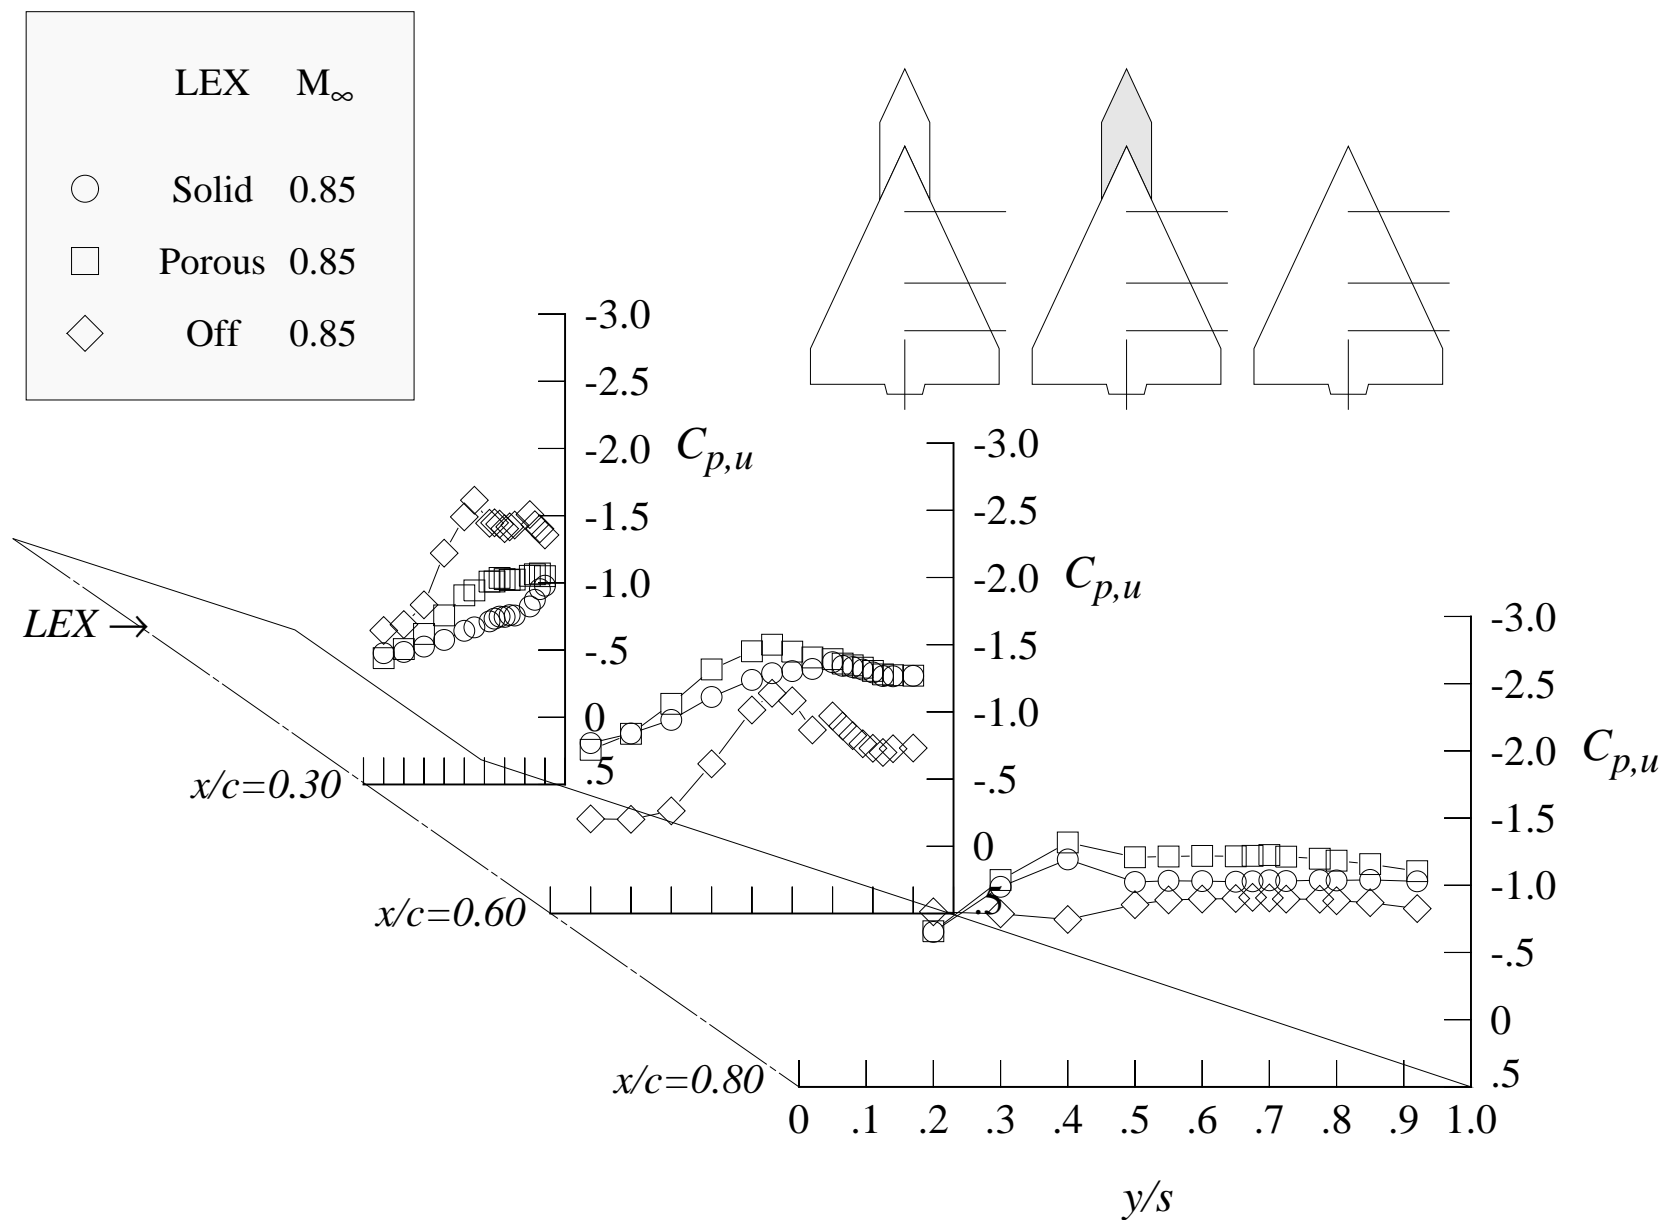 LEX M∞
Solid 0.85
Porous 0.85
Off 0.85
-3.0
-2.5
-2.0
-1.5
-1.0
-.5
0
.5
Cp,u
x/c=0.30
LEX →
-3.0
-2.5
-2.0
-1.5
-1.0
-.5
0
.5
Cp,u
x/c=0.60
-3.0
-2.5
-2.0
-1.5
-1.0
-.5
0
.5
Cp,u
x/c=0.80
0 .1 .2 .3 .4 .5 .6 .7 .8 .9 1.0
y/s